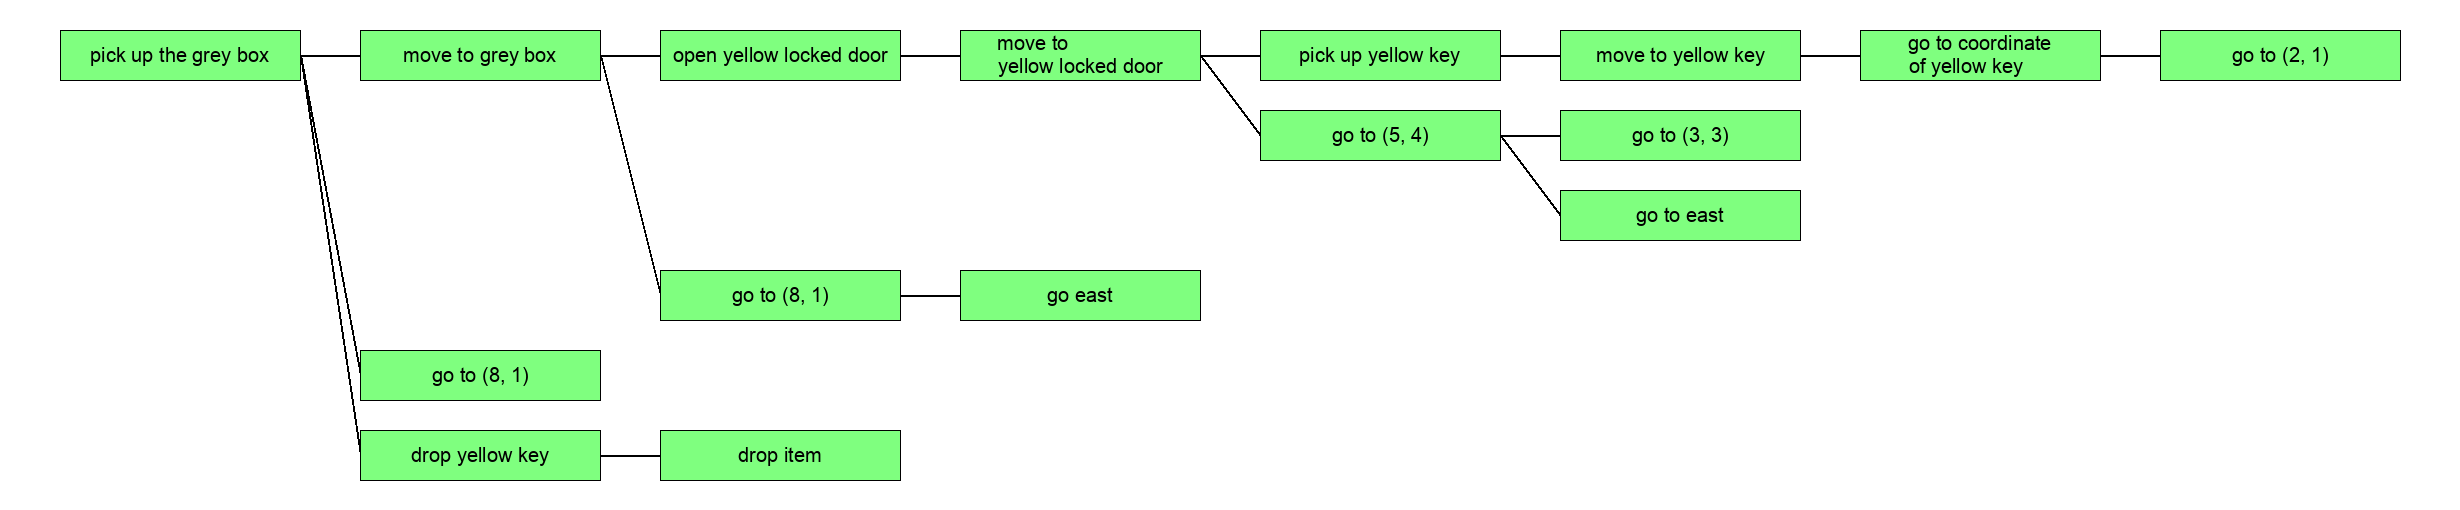 pick up the grey box
move to grey box
open yellow locked door
move to
yellow locked door
pick up yellow key
move to yellow key
go to coordinate
of yellow key
go to (2, 1)
go to (5, 4)
go to (3, 3)
go to east
go to (8, 1)
go east
go to (8, 1)
drop yellow key
drop item